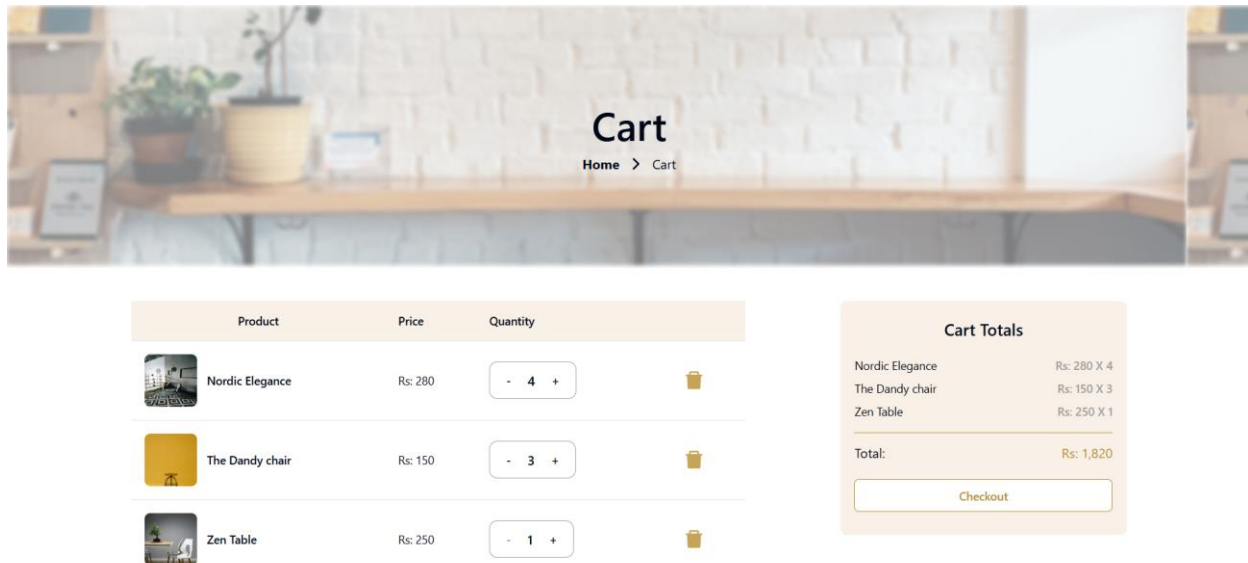 Cart
Home > Cart
Product Price Quantity
Nordic Elegance Rs: 280 - 4 +
The Dandy chair Rs: 150 - 3 +
Zen Table Rs: 250 - 1 +
Cart Totals
Nordic Elegance Rs: 280 X 4
The Dandy chair Rs: 150 X 3
Zen Table Rs: 250 X 1
Total: Rs: 1,820
Checkout